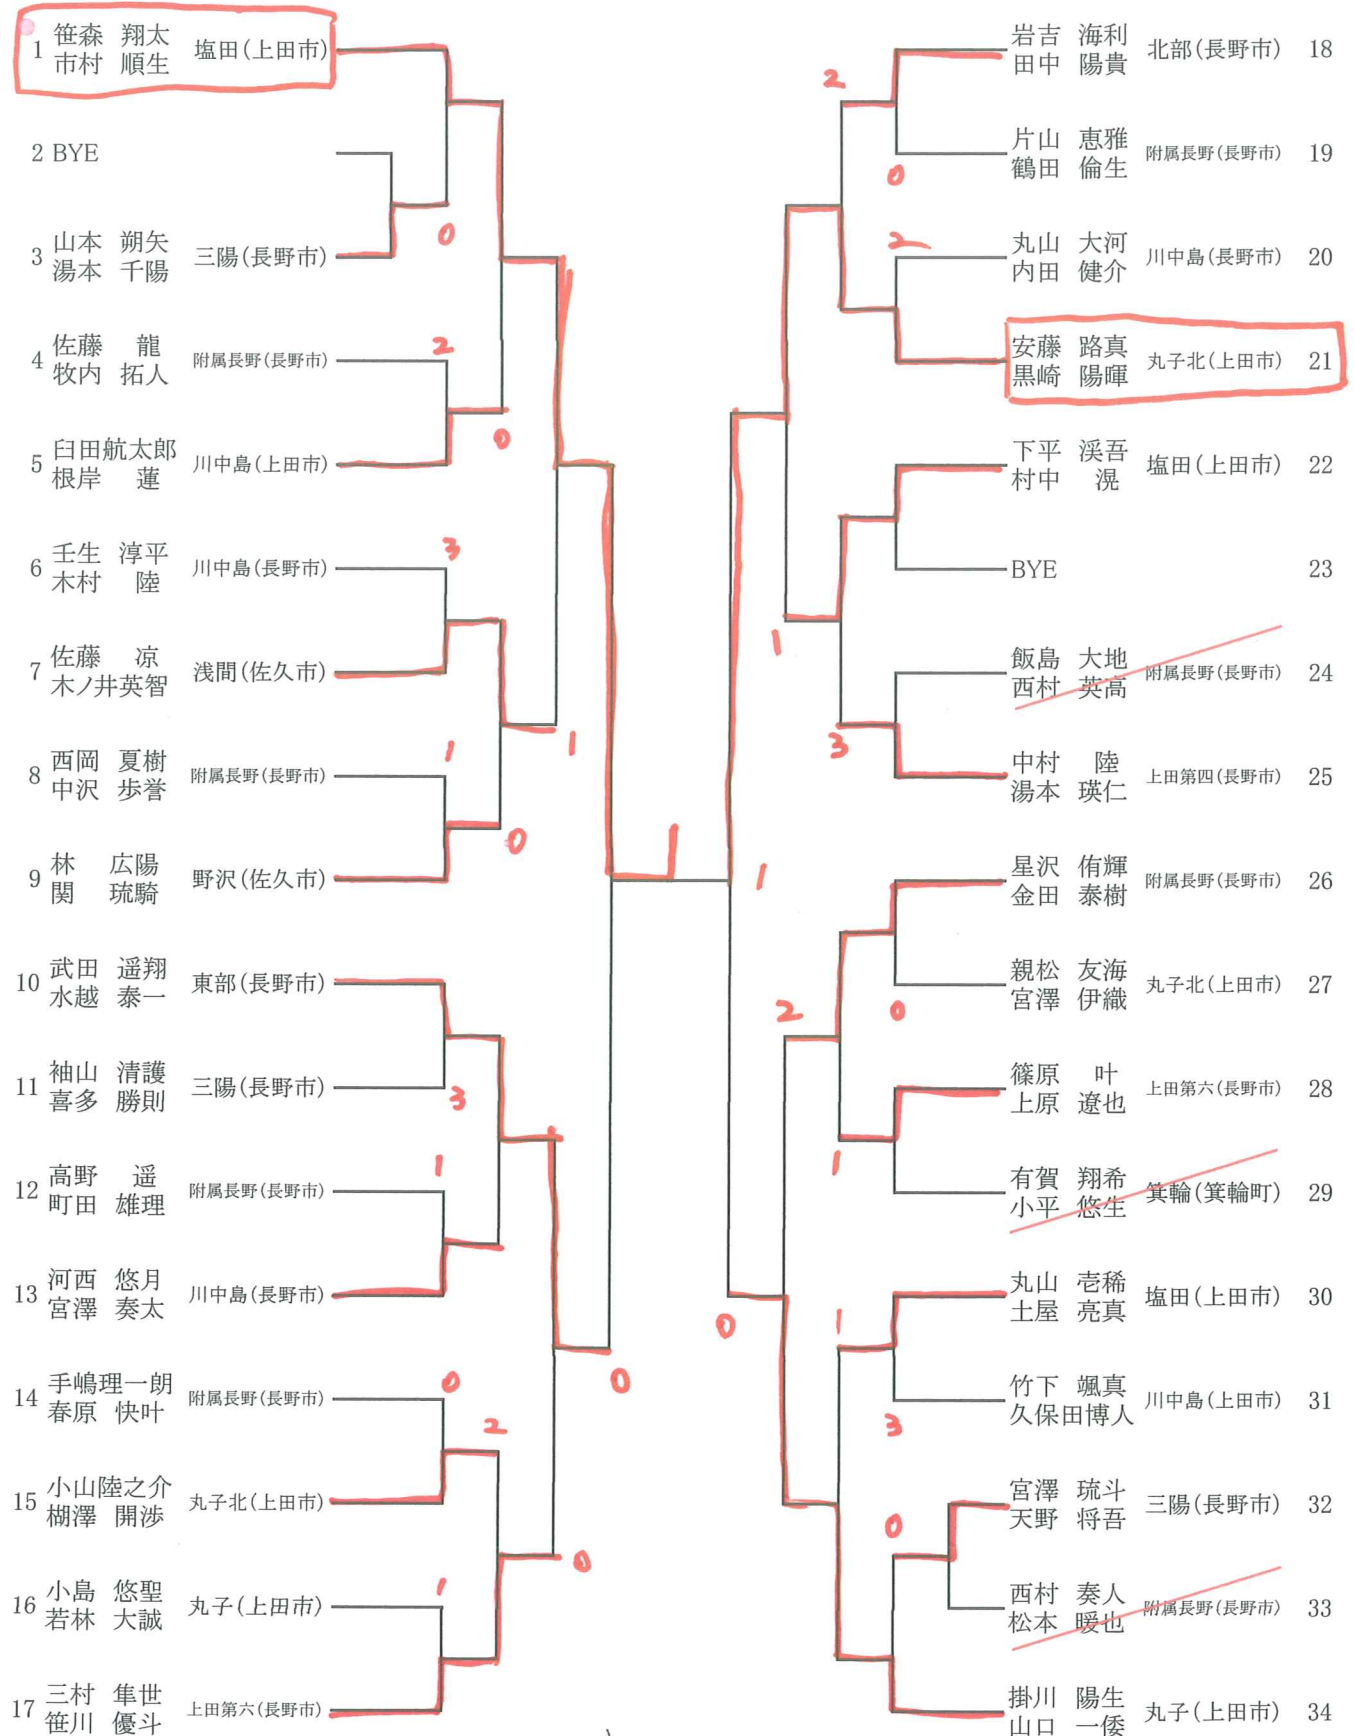 1 笹森 翔太 塩田(上田市)
市村 順生
2 BYE
0
3 山本 朔矢 三陽(長野市)
湯本 千陽
2
4 佐藤 龍 附属長野(長野市)
牧内 拓人
0
5 臼田航太郎 川中島(上田市)
根岸 蓮
3
6 壬生 淳平 川中島(長野市)
木村 陸
7 佐藤 凉 浅間(佐久市)
木ノ井英智
1
1
8 西岡 夏樹 附属長野(長野市)
中沢 歩誉
0
9 林 広陽 野沢(佐久市)
関 琉騎
10 武田 遥翔 東部(長野市)
水越 泰一
11 袖山 清護 三陽(長野市)
喜多 勝則
3
1
12 高野 遥 附属長野(長野市)
町田 雄理
13 河西 悠月 川中島(長野市)
宮澤 奏太
0
0
14 手嶋理一朗 附属長野(長野市)
春原 快叶
2
15 小山陸之介 丸子北(上田市)
楜澤 開渉
0
1
16 小島 悠聖 丸子(上田市)
若林 大誠
17 三村 隼世 上田第六(長野市)
笹川 優斗
岩吉 海利 北部(長野市) 18
田中 陽貴
2
片山 恵雅 附属長野(長野市) 19
鶴田 倫生
0
2
丸山 大河 川中島(長野市) 20
内田 健介
安藤 路真 丸子北(上田市) 21
黒崎 陽暉
下平 渓吾 塩田(上田市) 22
村中 滉
BYE 23
1
飯島 大地 附属長野(長野市) 24
西村 英高
3
中村 陸 上田第四(長野市) 25
湯本 瑛仁
1
星沢 侑輝 附属長野(長野市) 26
金田 泰樹
親松 友海 丸子北(上田市) 27
宮澤 伊織
2
0
篠原 叶 上田第六(長野市) 28
上原 遼也
1
有賀 翔希 箕輪(箕輪町) 29
小平 悠生
丸山 壱稀 塩田(上田市) 30
土屋 亮真
0
1
竹下 颯真 川中島(上田市) 31
久保田博人
3
宮澤 琉斗 三陽(長野市) 32
天野 将吾
0
西村 奏人 附属長野(長野市) 33
松本 暖也
掛川 陽生 丸子(上田市) 34
山口 一倭